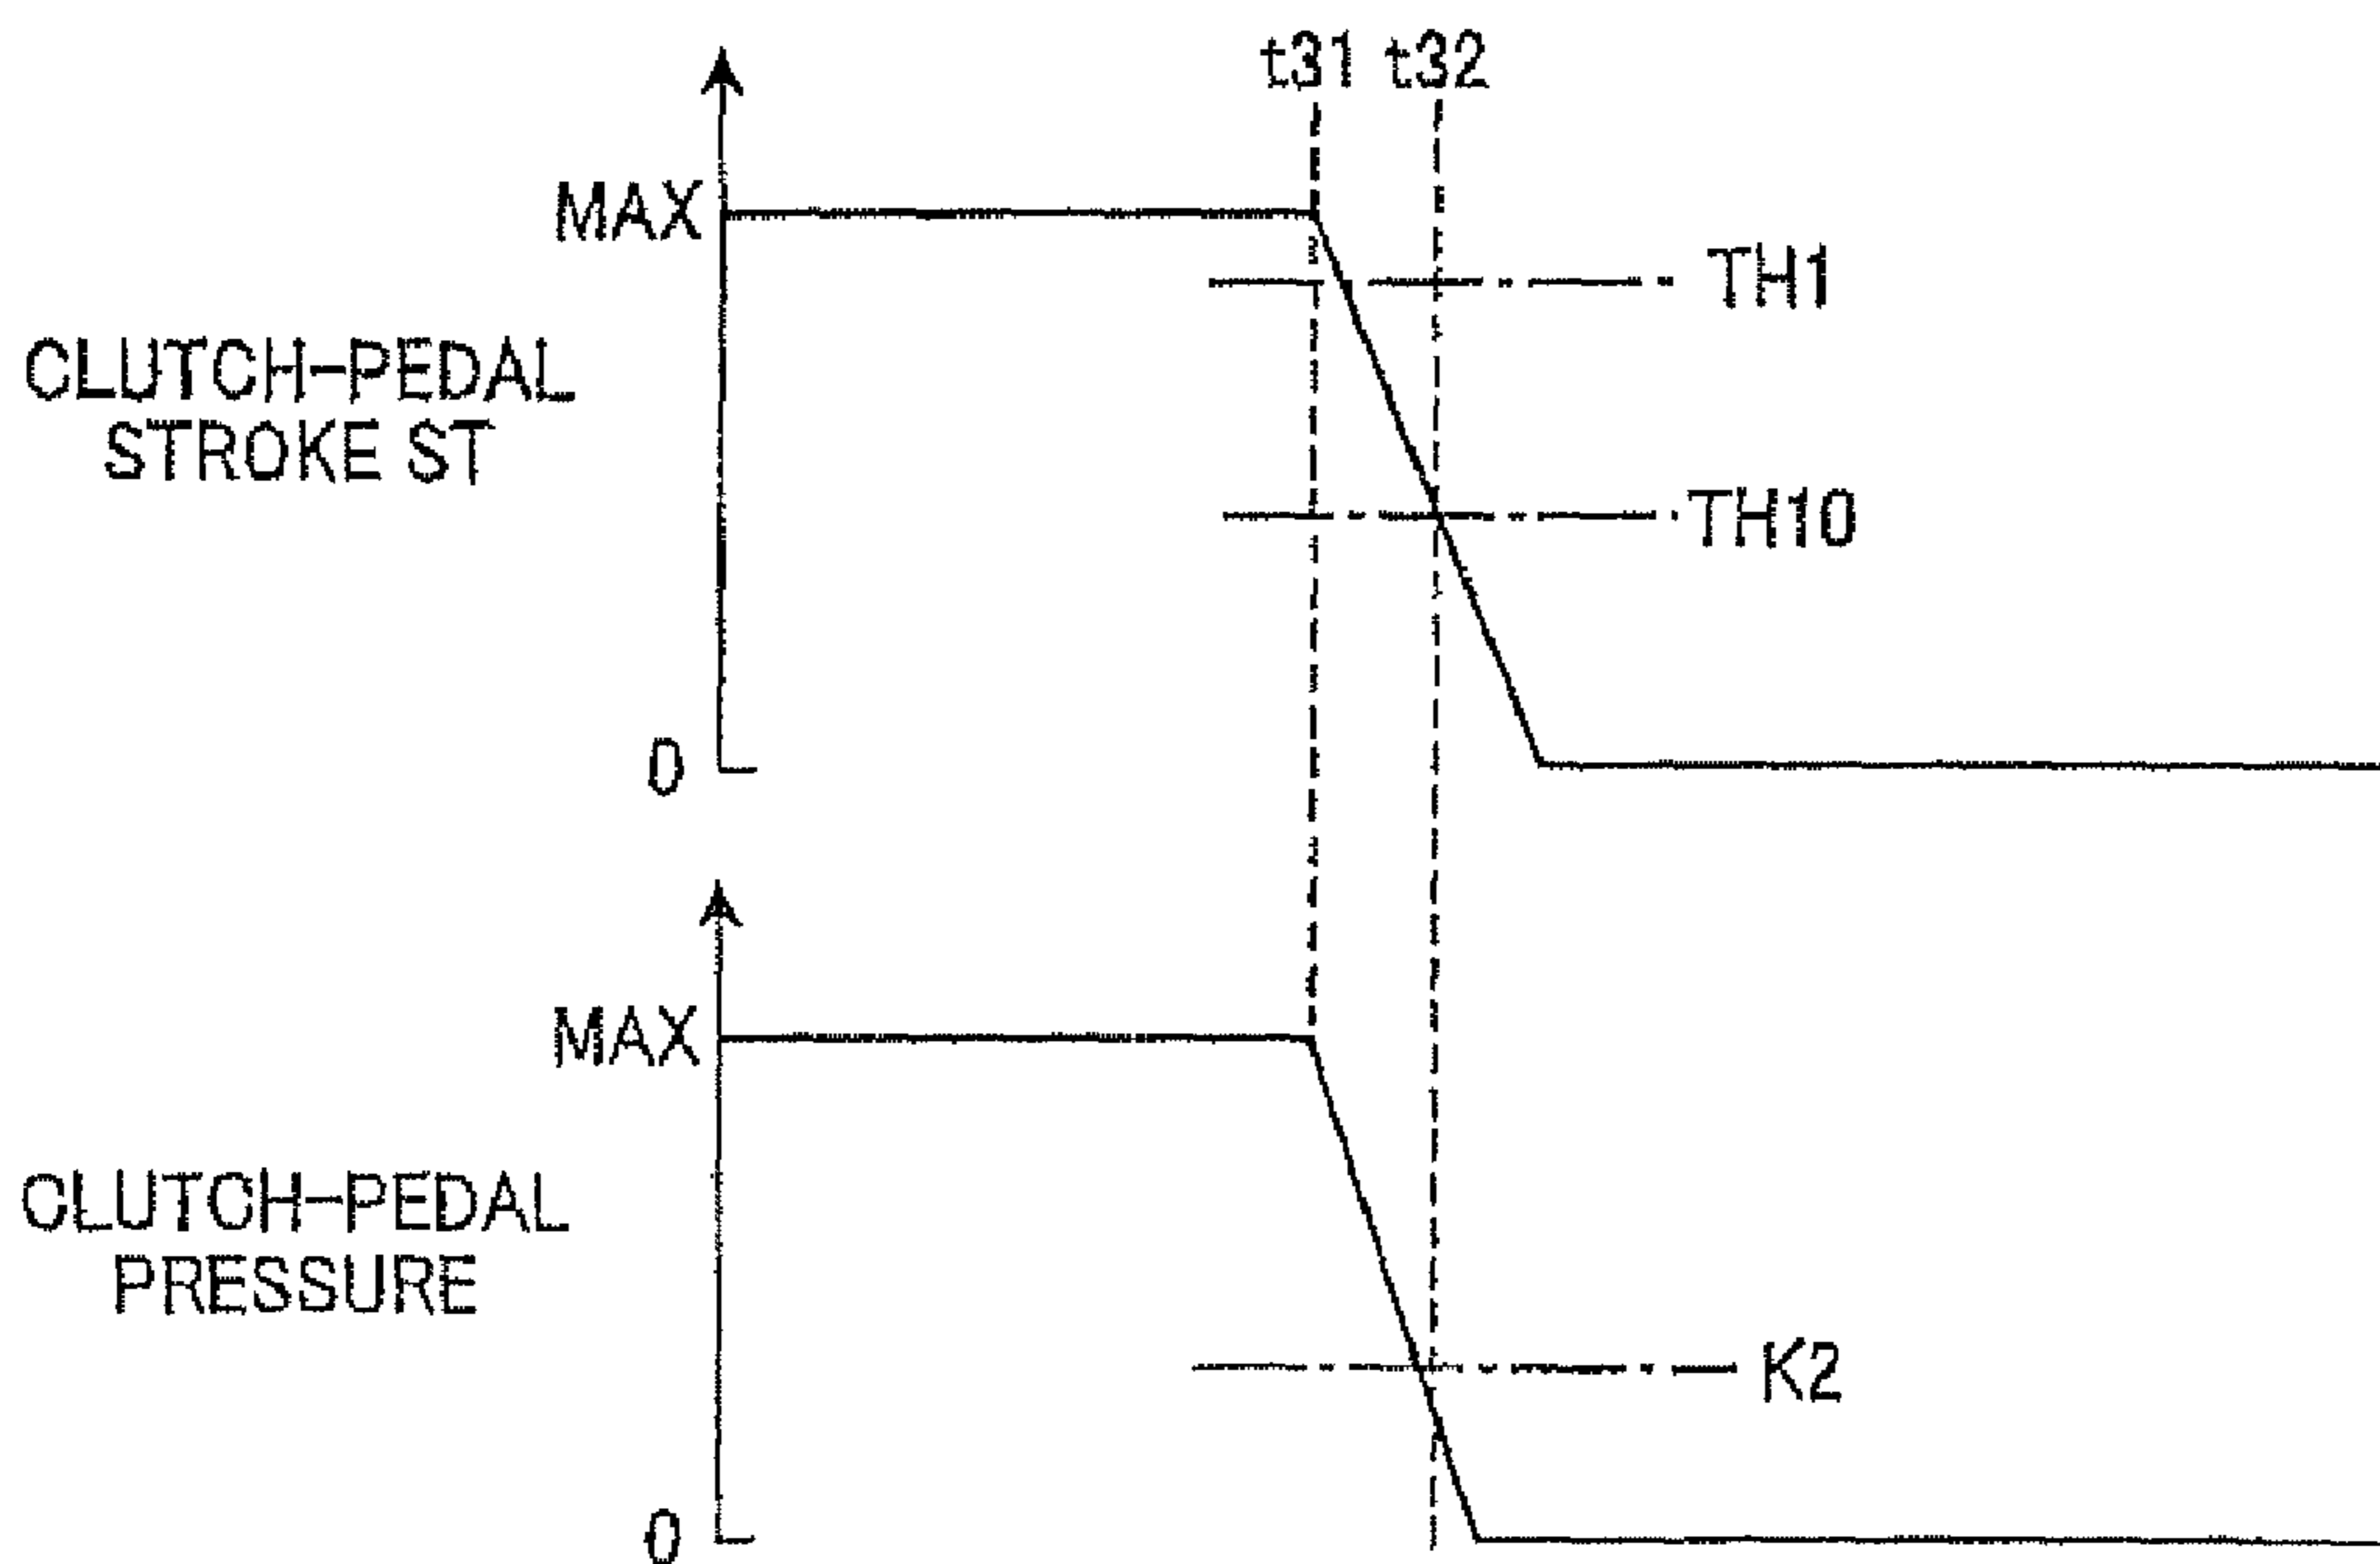 t31 t32
MAX
TH1
CLUTCH-PEDAL
STROKE ST
TH10
0
MAX
CLUTCH-PEDAL
PRESSURE
K2
0